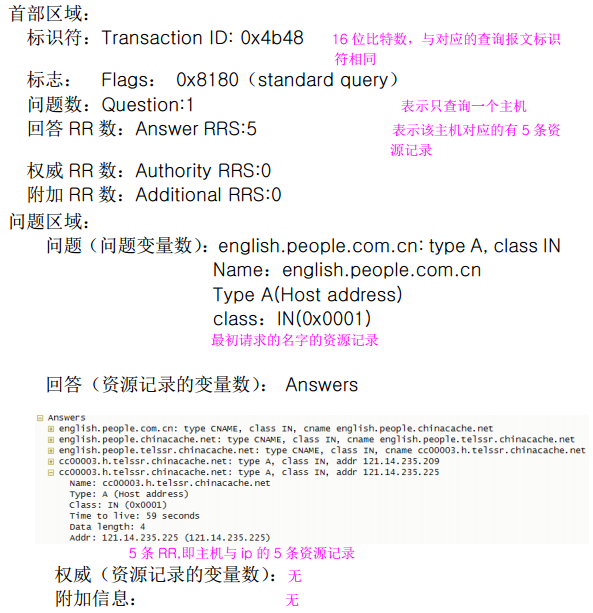 首部区域：
标识符：Transaction ID: 0x4b48 16位比特数，与对应的查询报文标识
符相同
标志： Flags： 0x8180（standard query）
问题数：Question:1 表示只查询一个主机
回答 RR 数：Answer RRS:5 表示该主机对应的有 5 条资
源记录
权威 RR 数：Authority RRS:0
附加 RR 数：Additional RRS:0
问题区域：
问题（问题变量数）：english.people.com.cn: type A, class IN
Name：english.people.com.cn
Type A(Host address)
class：IN(0x0001)
最初请求的名字的资源记录
回答（资源记录的变量数）： Answers
Answers
english.people.com.cn: type CNAME, class IN, cname english.people.chinacache.net
english.people.chinacache.net: type CNAME, class IN, cname english.people.telssr.chinacache.net
english.people.telssr.chinacache.net: type CNAME, class IN, cname cc00003.h.telssr.chinacache.net
cc00003.h.telssr.chinacache.net: type A, class IN, addr 121.14.235.209
cc00003.h.telssr.chinacache.net: type A, class IN, addr 121.14.235.225
Name: cc00003.h.telssr.chinacache.net
Type: A (Host address)
Class: IN (0x0001)
Time to live: 59 seconds
Data length: 4
Addr: 121.14.235.225 (121.14.235.225)
5 条 RR,即主机与 ip 的 5 条资源记录
权威（资源记录的变量数）：无
附加信息： 无